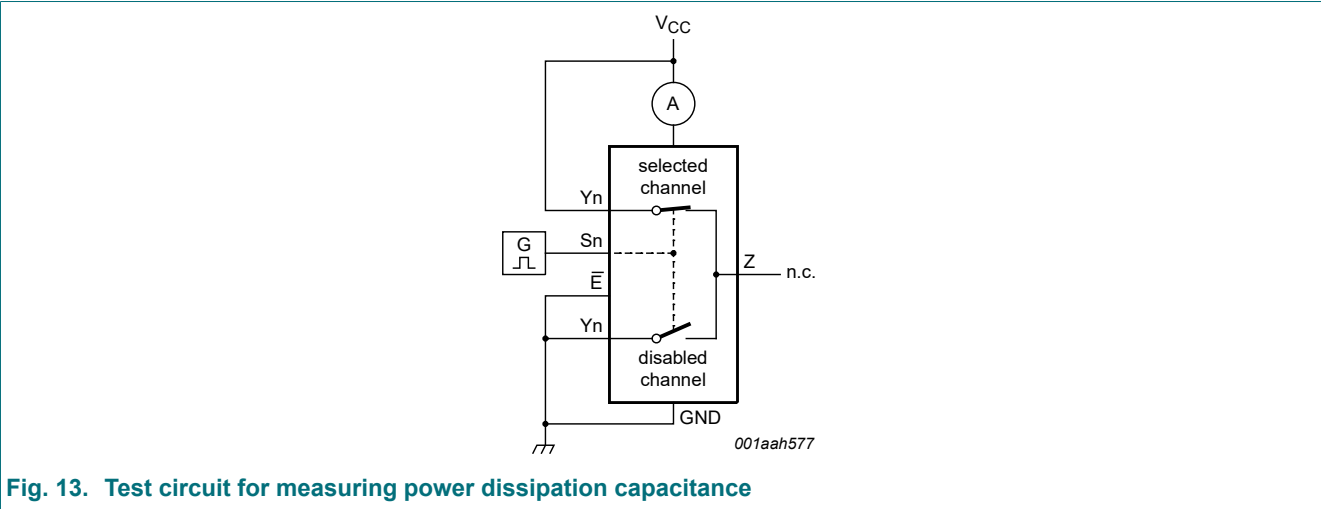 VCC
A
selected
channel
Yn
G
Sn
E̅
Z
n.c.
Yn
disabled
channel
GND
001aah577
Fig. 13. Test circuit for measuring power dissipation capacitance